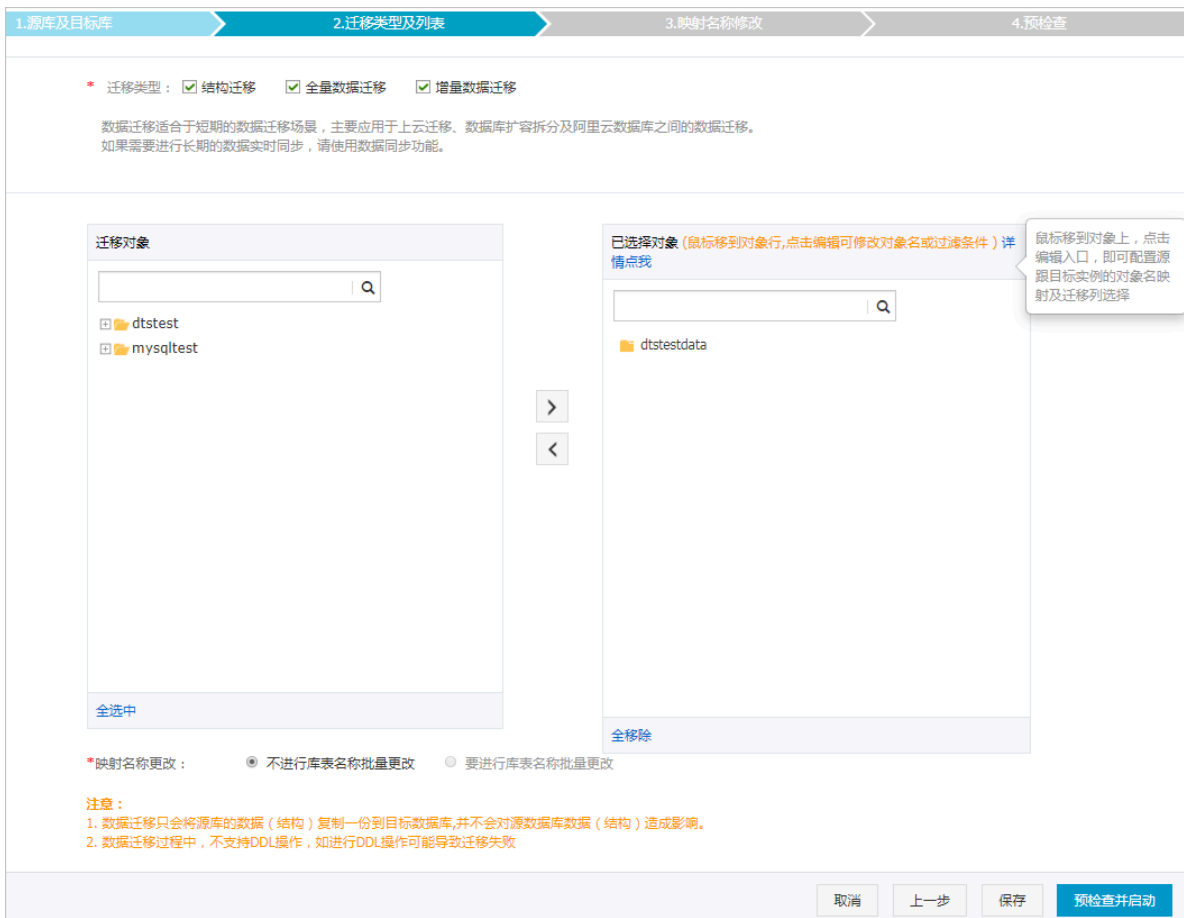 1.源库及目标库
2.迁移类型及列表
3.映射名称修改
4.预检查
* 迁移类型： 结构迁移 全量数据迁移 增量数据迁移
数据迁移适合于短期的数据迁移场景，主要应用于上云迁移、数据库扩容拆分及阿里云数据库之间的数据迁移。
如果需要进行长期的数据实时同步，请使用数据同步功能。
迁移对象
dtstest
mysqltest
全选中
已选择对象 (鼠标移到对象行,点击编辑可修改对象名或过滤条件）详
情点我
dtstestdata
全移除
鼠标移到对象上，点击
编辑入口，即可配置源
跟目标实例的对象名映
射及迁移列选择
*映射名称更改： 不进行库表名称批量更改 要进行库表名称批量更改
注意：
1. 数据迁移只会将源库的数据（结构）复制一份到目标数据库,并不会对源数据库数据（结构）造成影响。
2. 数据迁移过程中，不支持DDL操作，如进行DDL操作可能导致迁移失败
取消
上一步
保存
预检查并启动